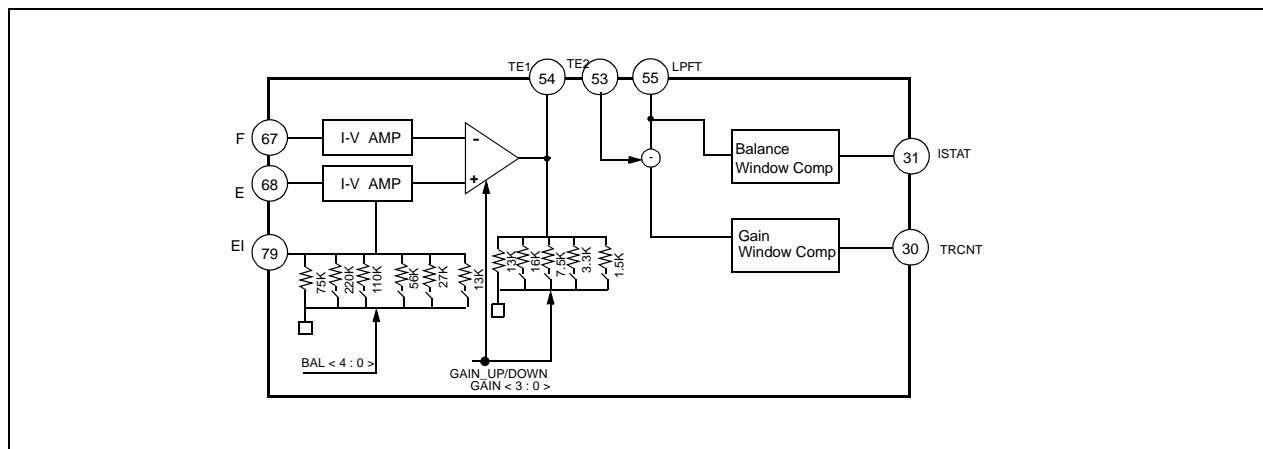 TE1
TE2
LPFT
54
53
55
F
67
I-V AMP
-
E
68
I-V AMP
+
-
Balance
Window Comp
31
ISTAT
EI
79
Gain
Window Comp
30
TRCNT
75K
220K
110K
56K
27K
13K
13K
16K
7.5K
3.3K
1.5K
BAL < 4 : 0 >
GAIN_UP/DOWN
GAIN < 3 : 0 >